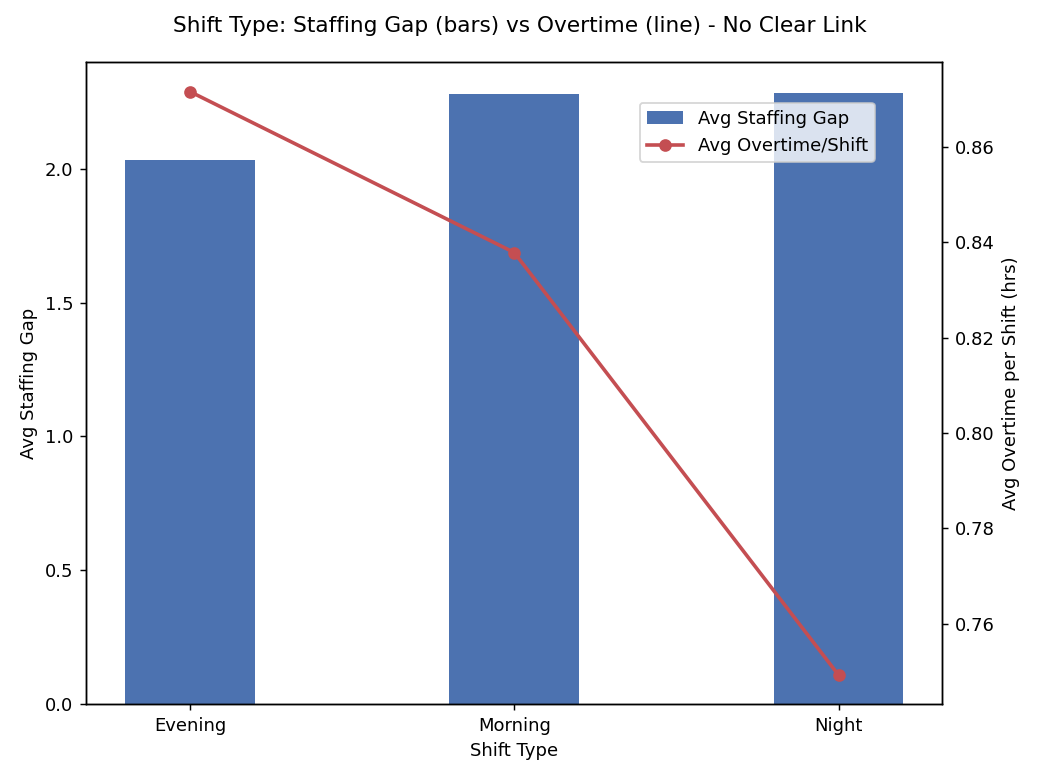 Shift Type: Staffing Gap (bars) vs Overtime (line) - No Clear Link
Avg Staffing Gap
Avg Overtime/Shift
2.0
1.5
1.0
0.5
0.0
Avg Staffing Gap
0.86
0.84
0.82
0.80
0.78
0.76
Avg Overtime per Shift (hrs)
Evening
Morning
Night
Shift Type